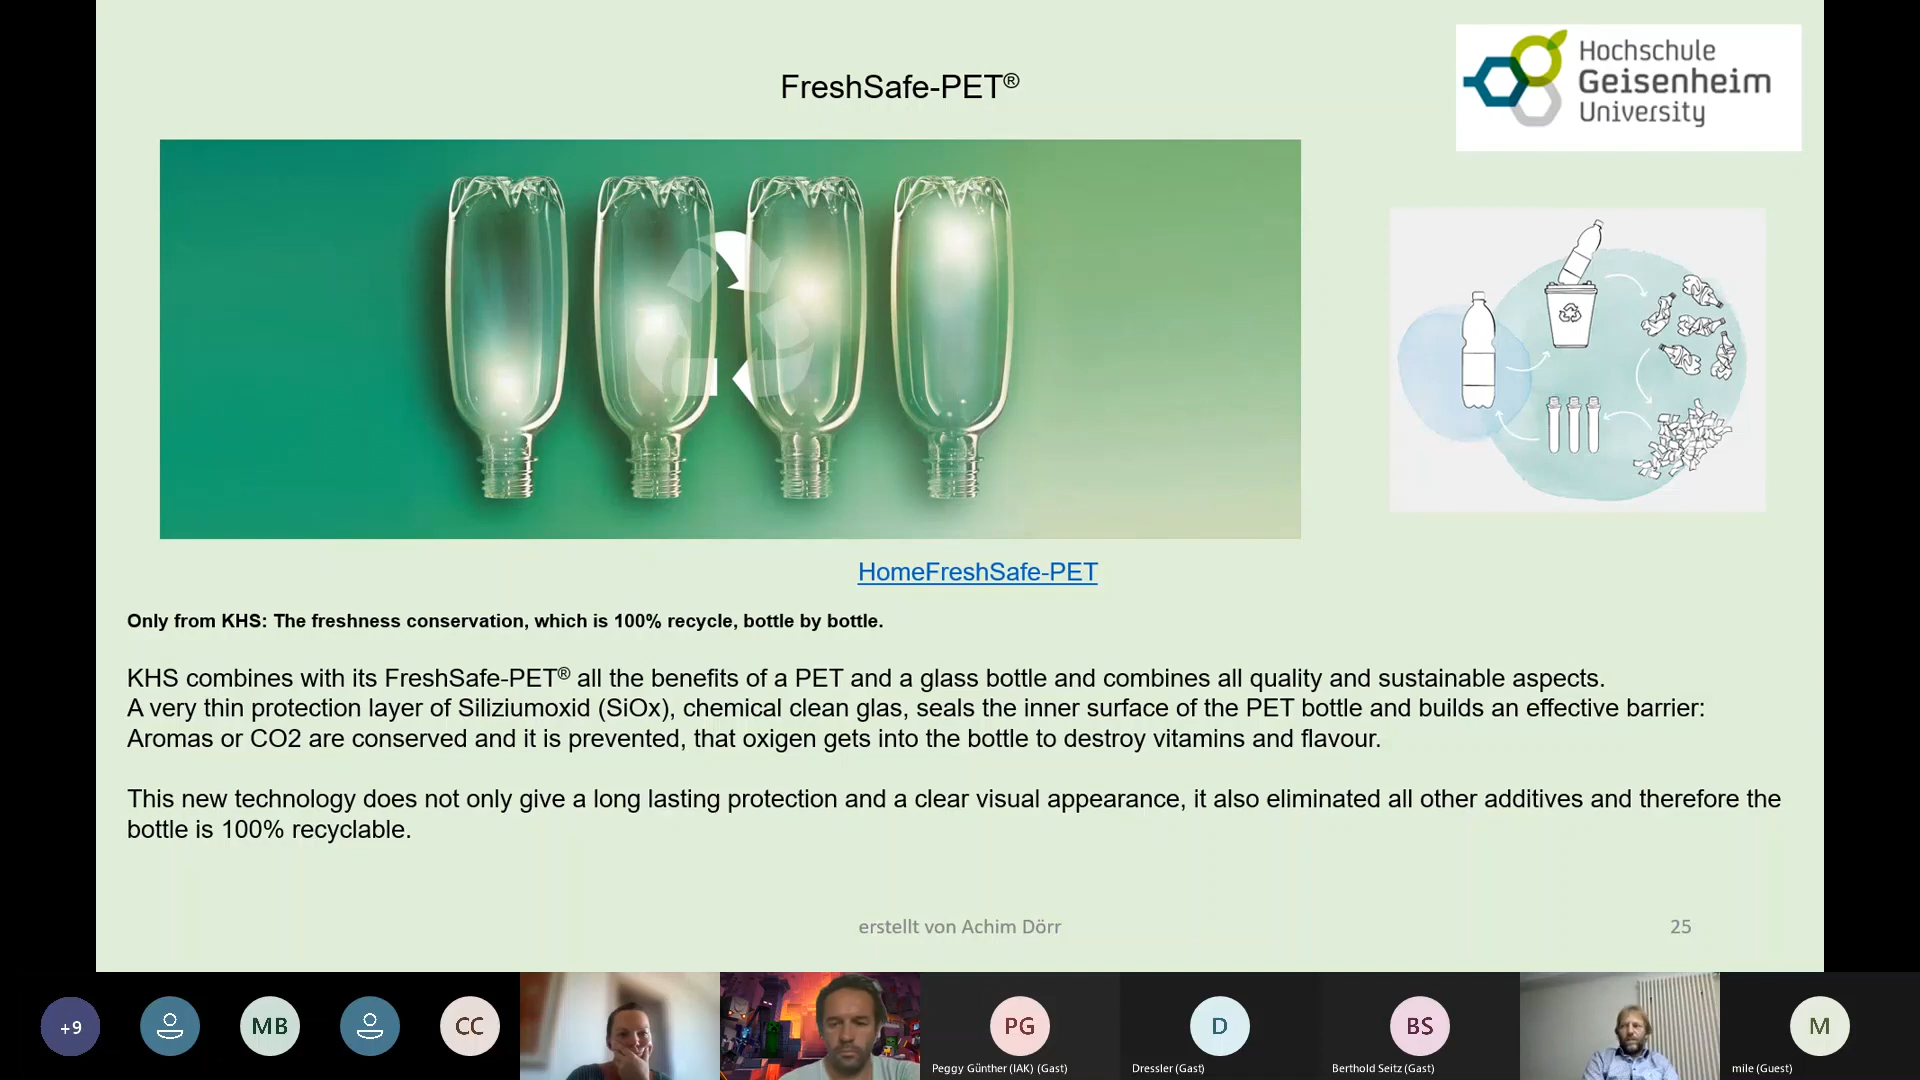 FreshSafe-PET®
Hochschule
Geisenheim
University
HomeFreshSafe-PET
Only from KHS: The freshness conservation, which is 100% recycle, bottle by bottle.
KHS combines with its FreshSafe-PET® all the benefits of a PET and a glass bottle and combines all quality and sustainable aspects.
A very thin protection layer of Siliziumoxid (SiOx), chemical clean glas, seals the inner surface of the PET bottle and builds an effective barrier:
Aromas or CO2 are conserved and it is prevented, that oxigen gets into the bottle to destroy vitamins and flavour.
This new technology does not only give a long lasting protection and a clear visual appearance, it also eliminated all other additives and therefore the
bottle is 100% recyclable.
erstellt von Achim Dörr
25
+9
MB
CC
PG
Peggy Günther (IAK) (Gast)
D
Dressler (Gast)
BS
Berthold Seitz (Gast)
M
mile (Guest)